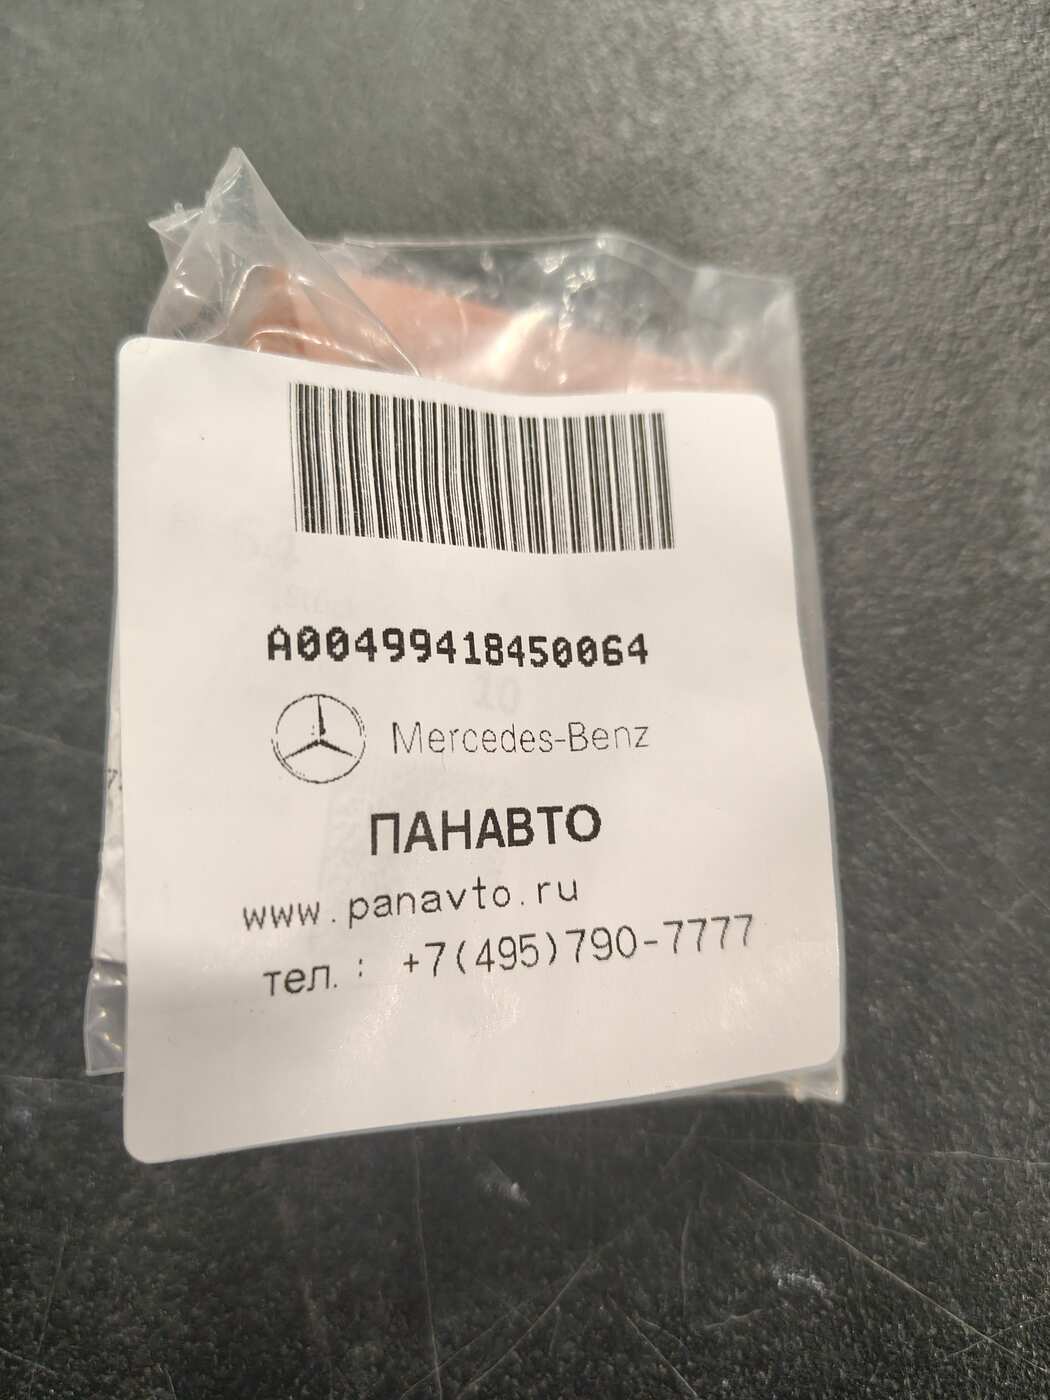 A00499418450064
Mercedes-Benz
ПАНАВТО
www.panavto.ru
тел. : +7(495)790-7777